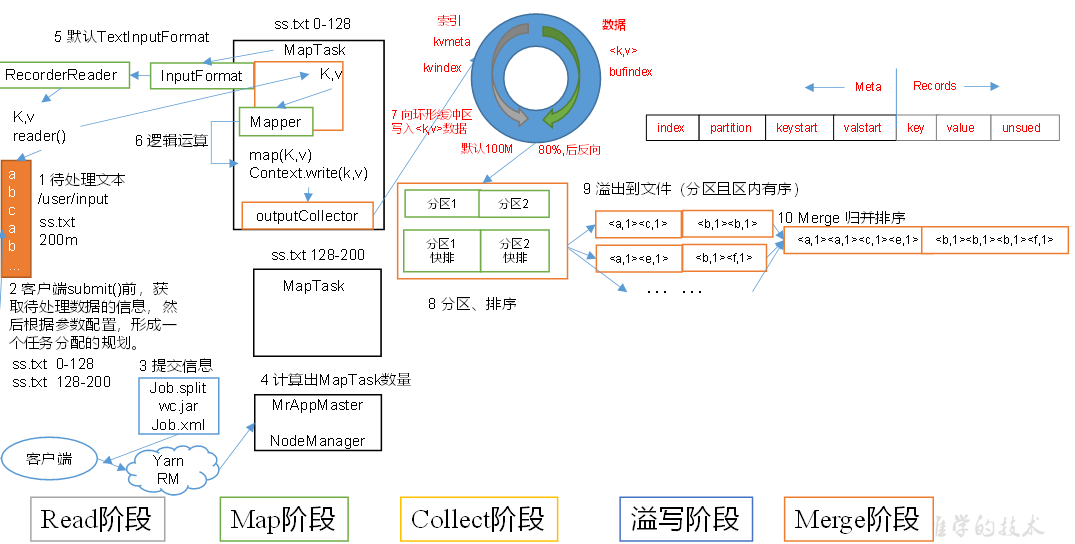 ss.txt 0-128
5 默认TextInputFormat
MapTask
RecorderReader
InputFormat
K,v
K,v
reader()
Mapper
6 逻辑运算
map(K,v)
Context.write(k,v)
outputCollector
a
b
c
a
b
...
1 待处理文本
/user/input
ss.txt
200m
2 客户端submit()前，获
取待处理数据的信息，然
后根据参数配置，形成一
个任务分配的规划。
ss.txt 0-128
ss.txt 128-200
3 提交信息
Job.split
wc.jar
Job.xml
客户端
Yarn
RM
ss.txt 128-200
MapTask
4 计算出MapTask数量
MrAppMaster
NodeManager
索引
kvmeta
kvindex
数据
<k,v>
bufindex
7 向环形缓冲区
写入<k,v>数据
默认100M
80%,后反向
Meta
Records
index
partition
keystart
valstart
key
value
unsued
分区1
分区2
分区1
快排
分区2
快排
8 分区、排序
9 溢出到文件（分区且区内有序）
<a,1><c,1>
<b,1><b,1>
<a,1><e,1>
<b,1><f,1>
... ...
10 Merge 归并排序
<a,1><a,1><c,1><e,1>
<b,1><b,1><b,1><f,1>
Read阶段
Map阶段
Collect阶段
溢写阶段
Merge阶段
学的技术